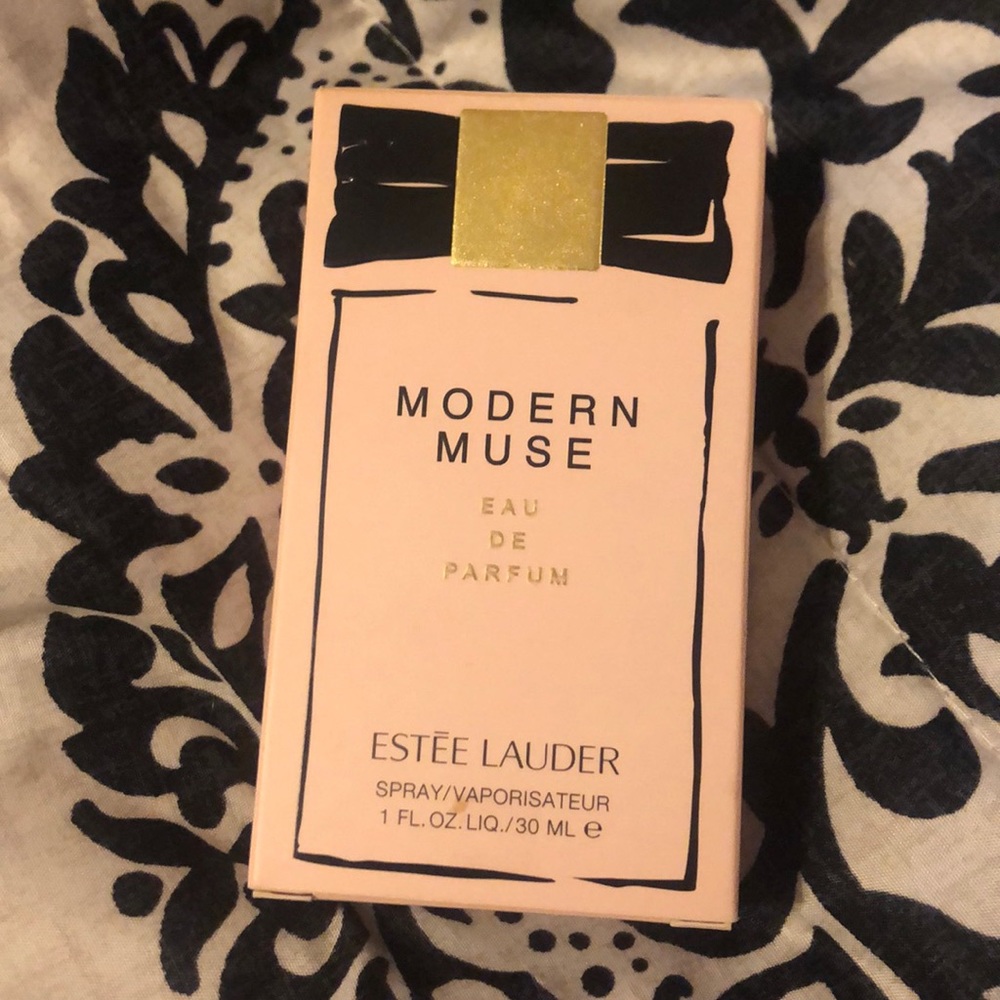 MODERN
MUSE
EAU
DE
PARFUM
ESTĒE LAUDER
SPRAY/VAPORISATEUR
1 FL.OZ.LIQ./30 ML ℮